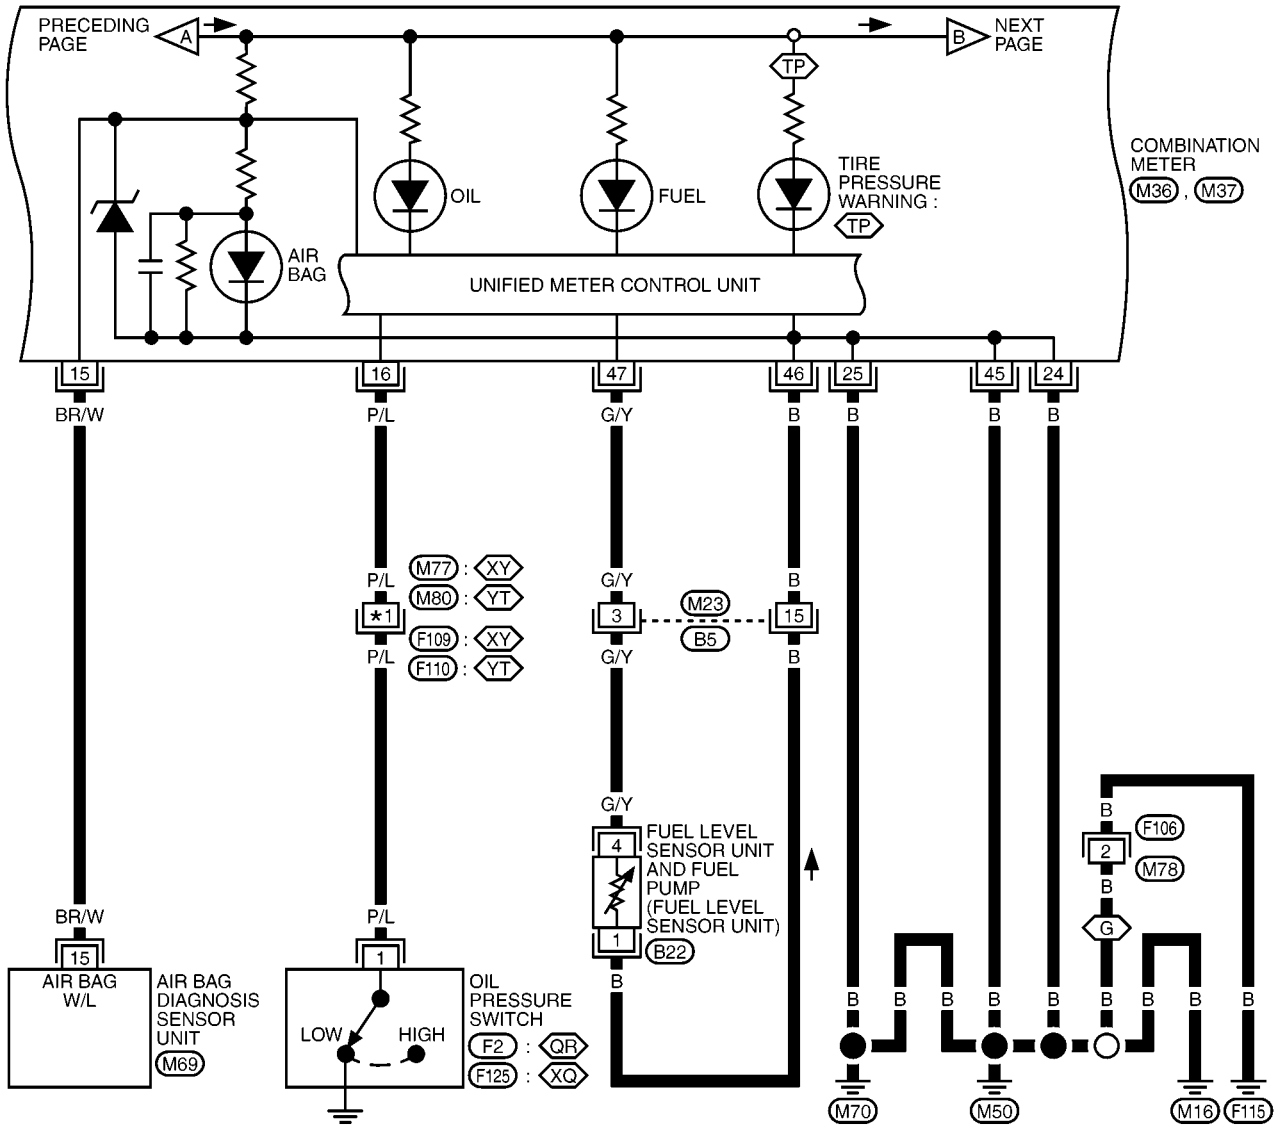 PRECEDING
PAGE
A
B
NEXT
PAGE
TP
COMBINATION
METER
M36 , M37
TIRE
PRESSURE
WARNING :
TP
OIL
FUEL
AIR
BAG
UNIFIED METER CONTROL UNIT
15
16
47
46
25
45
24
BR/W
P/L
G/Y
B
B
B
B
P/L
G/Y
B
M77 : XY
M80 : YT
*1
3
M23
B5
15
F109 : XY
F110 : YT
P/L
G/Y
B
G/Y
4
FUEL LEVEL
SENSOR UNIT
AND FUEL
PUMP
(FUEL LEVEL
SENSOR UNIT)
B22
1
B
B
F106
2
M78
B
G
BR/W
P/L
15
1
AIR BAG
W/L
AIR BAG
DIAGNOSIS
SENSOR
UNIT
M69
LOW
HIGH
OIL
PRESSURE
SWITCH
F2 : QR
F125 : XQ
B
B
B
B
B
B
B
B
B
M70
M50
M16
F115